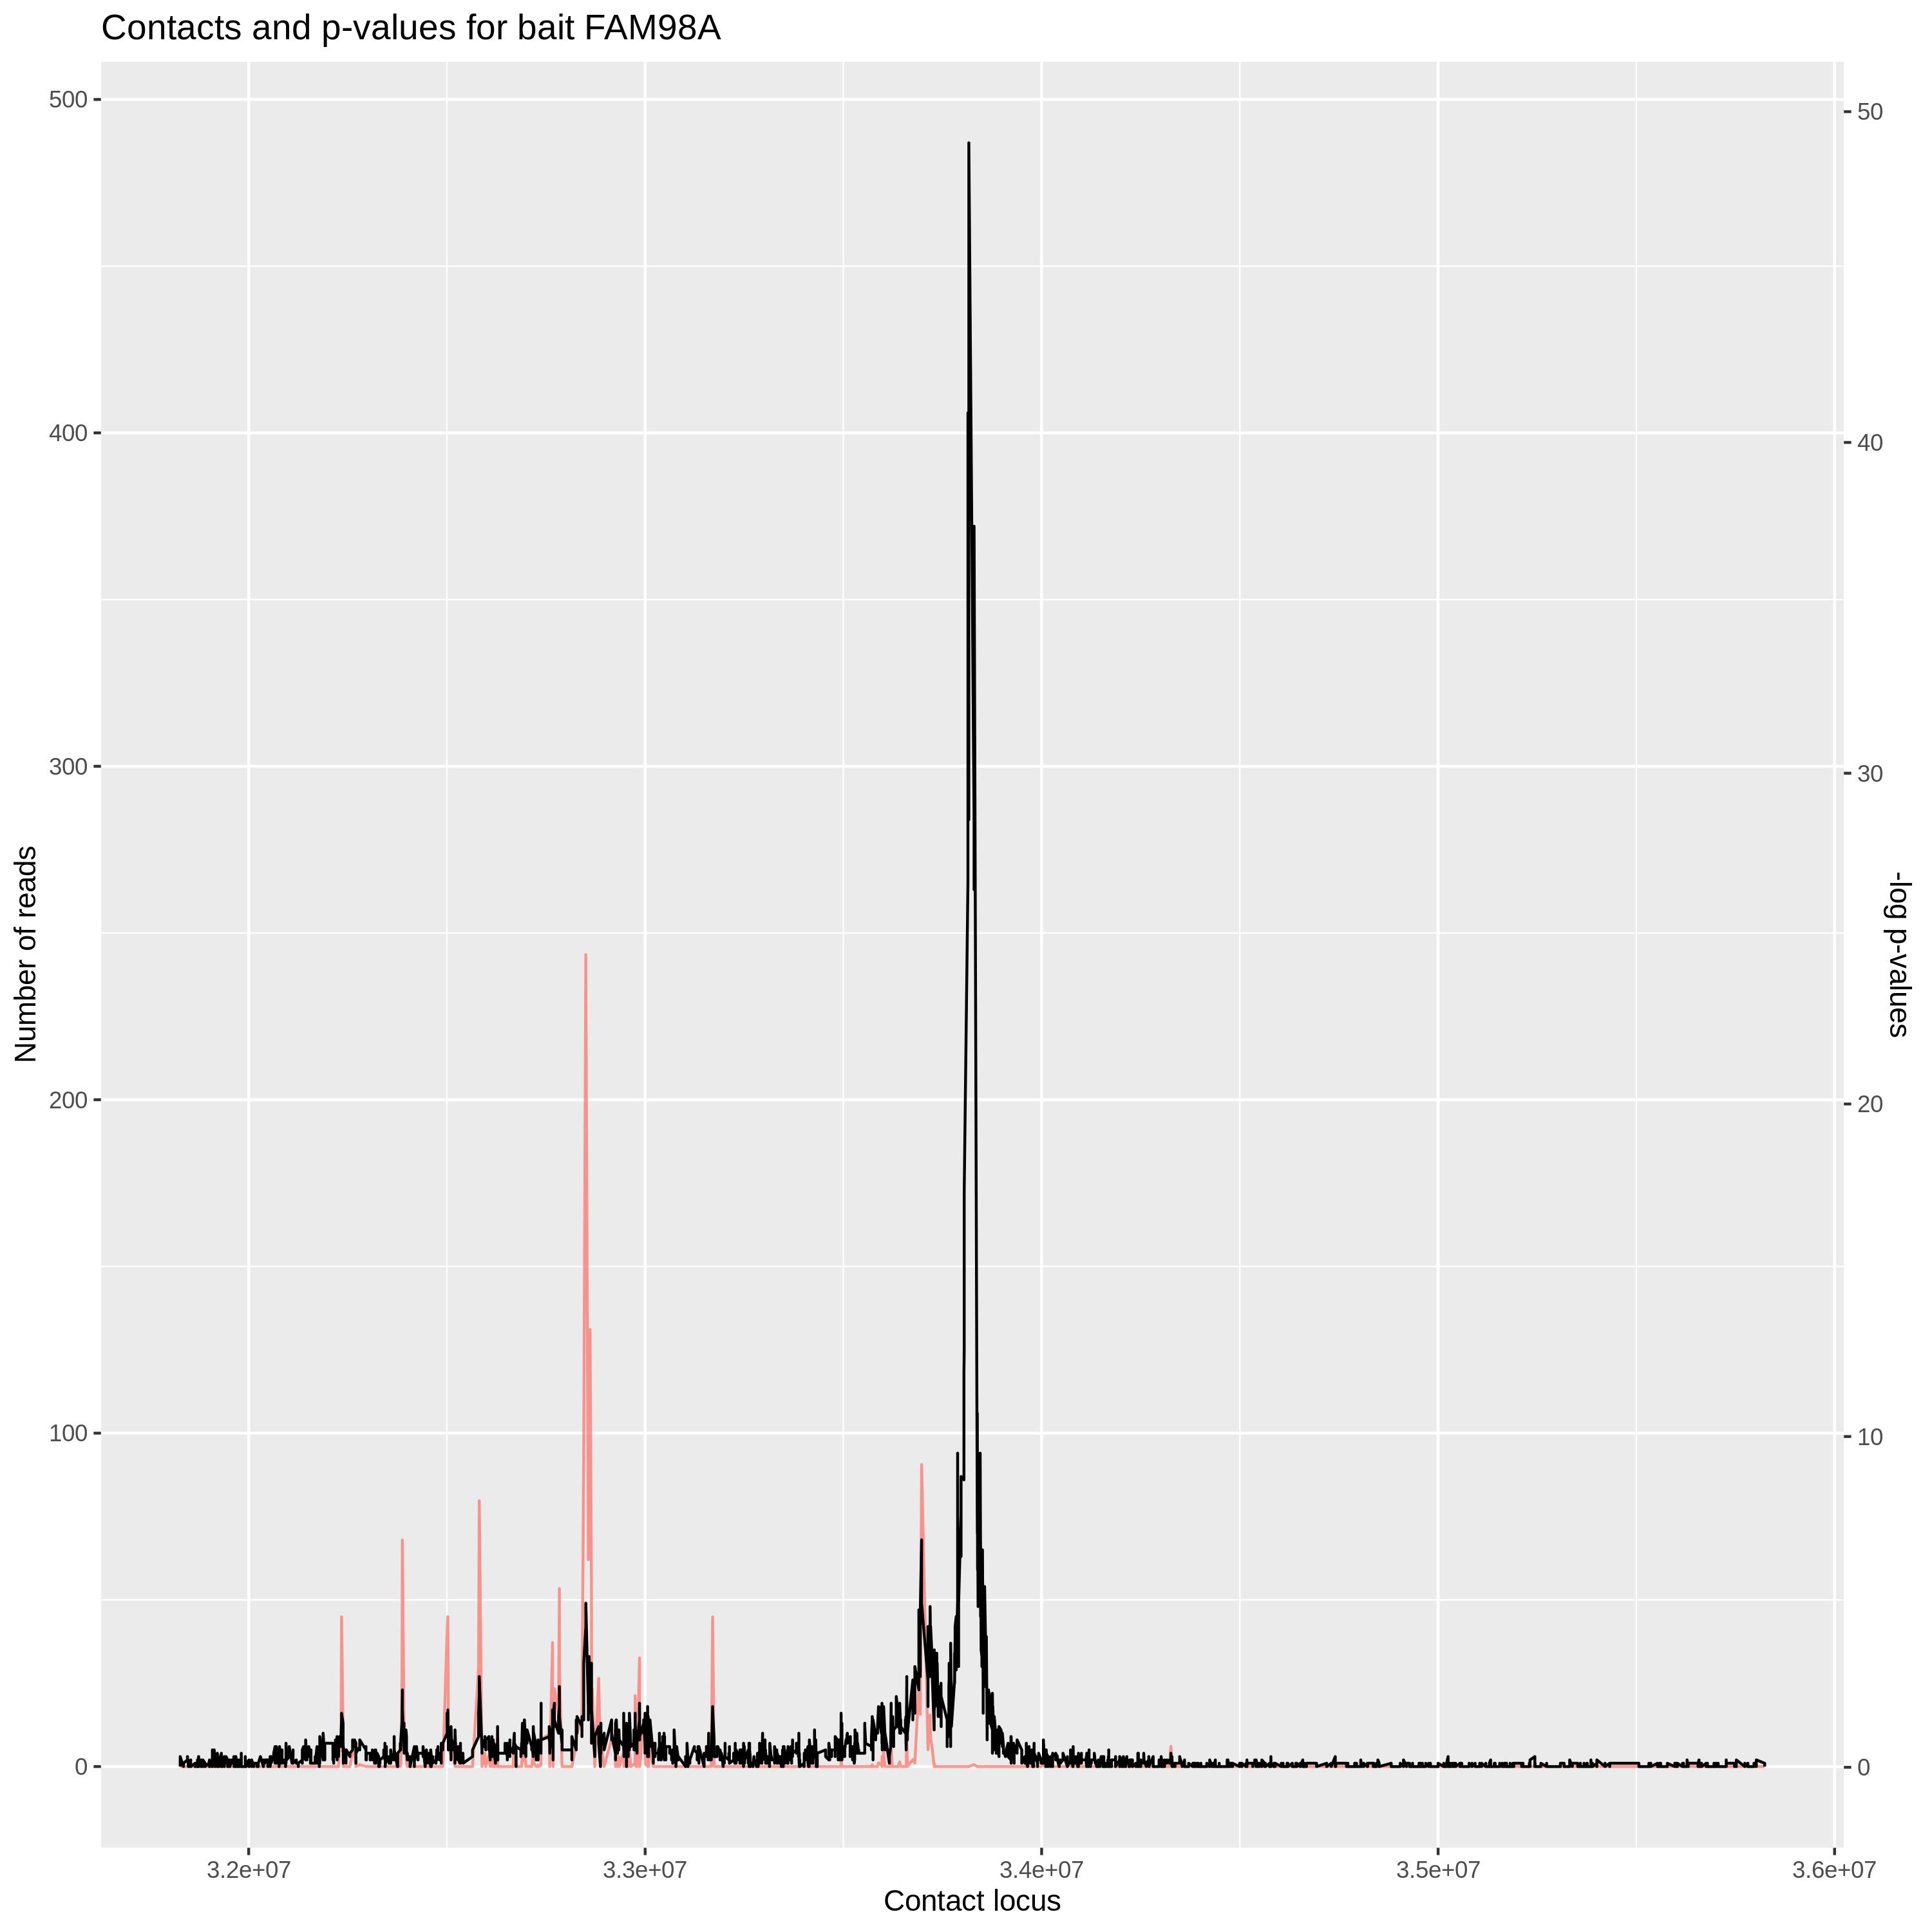 Contacts and p-values for bait FAM98A
500
400
300
200
100
0
Number of reads
50
40
30
20
10
0
-log p-values
3.2e+07
3.3e+07
3.4e+07
3.5e+07
3.6e+07
Contact locus